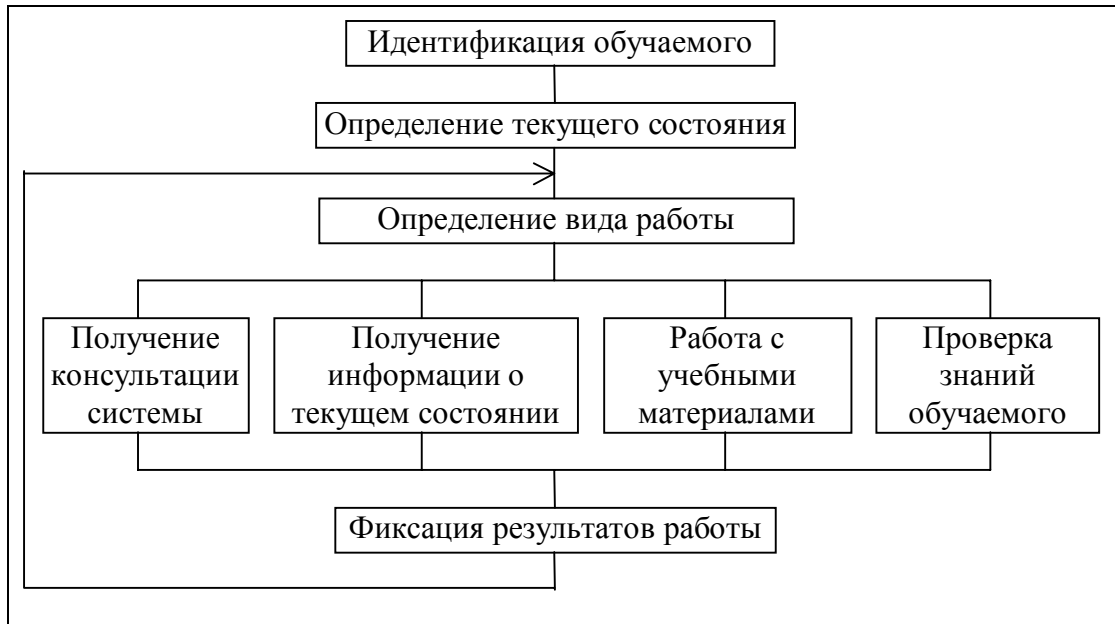 Идентификация обучаемого
Определение текущего состояния
Определение вида работы
Получение
консультации
системы
Получение
информации о
текущем состоянии
Работа с
учебными
материалами
Проверка
знаний
обучаемого
Фиксация результатов работы